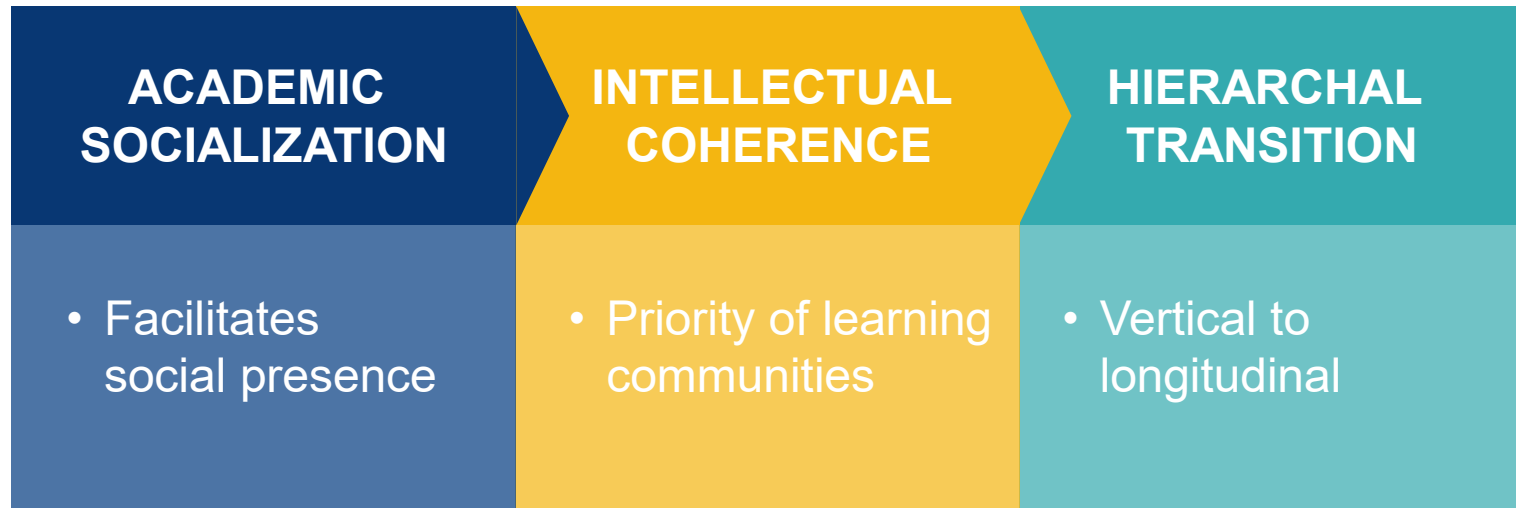 ACADEMIC
SOCIALIZATION
INTELLECTUAL
COHERENCE
HIERARCHAL
TRANSITION
• Facilitates
social presence
• Priority of learning
communities
• Vertical to
longitudinal